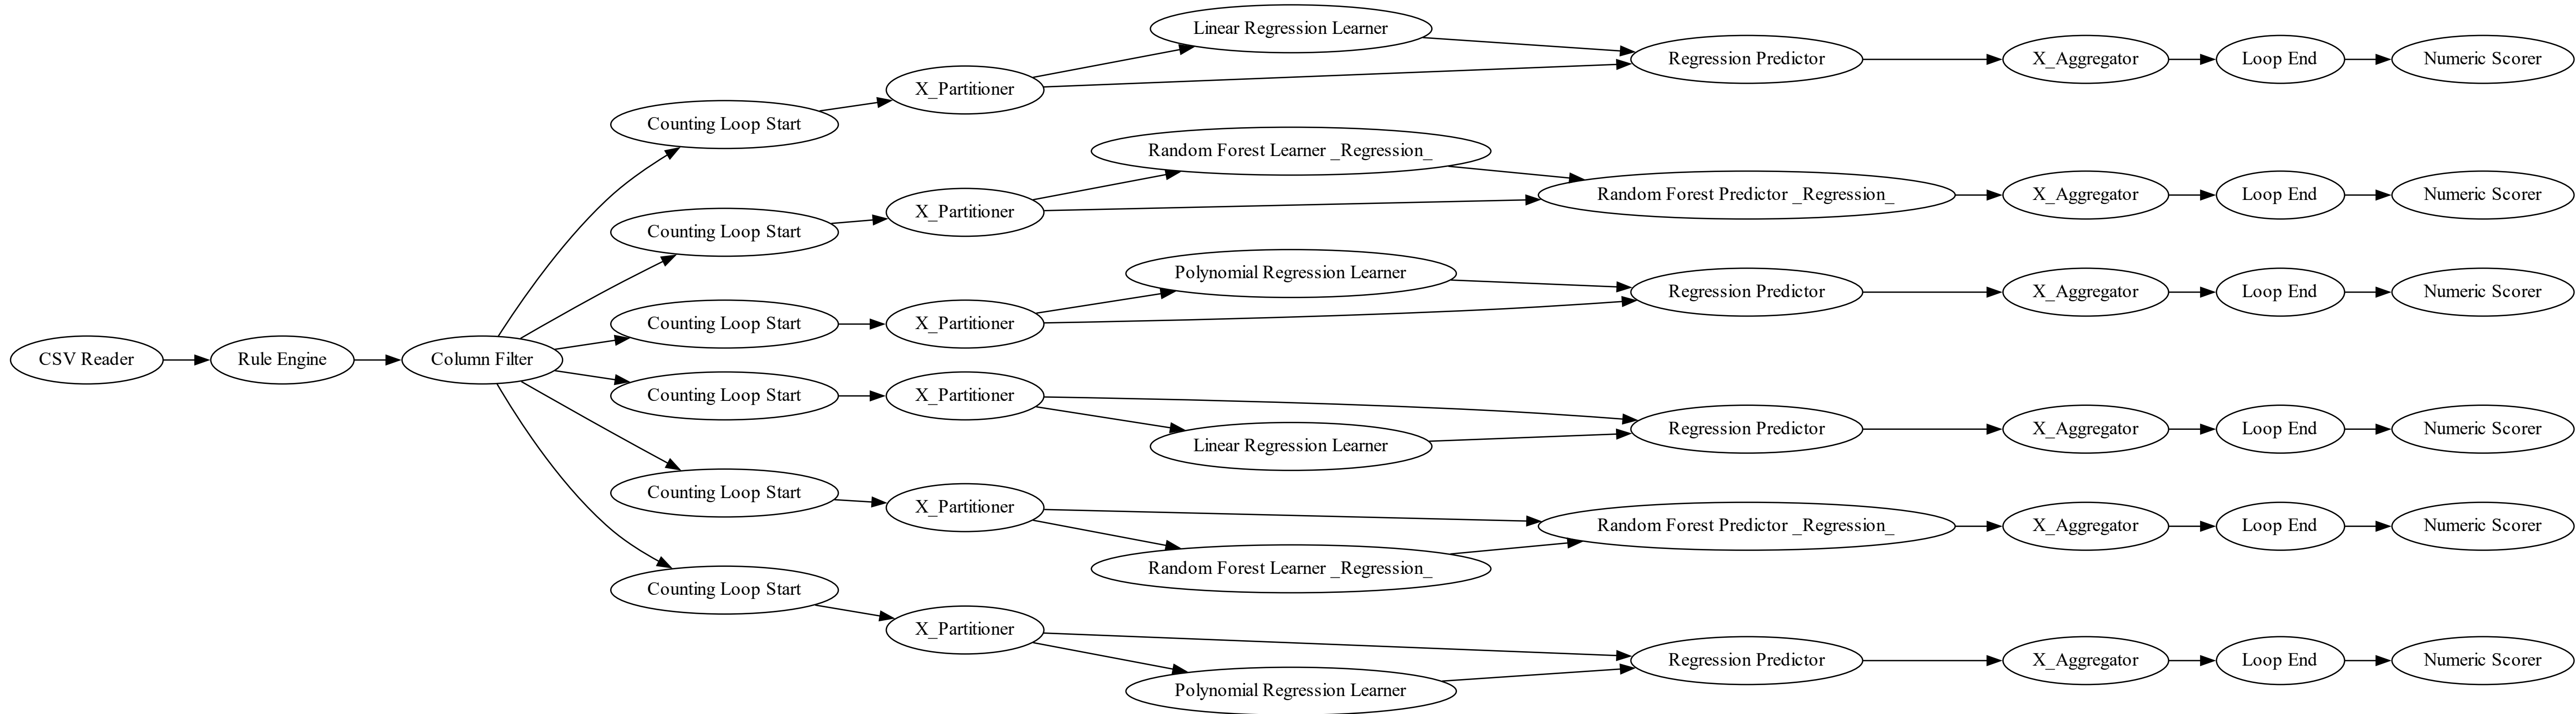 Linear Regression Learner
Regression Predictor
X_Aggregator
Loop End
Numeric Scorer
X_Partitioner
Counting Loop Start
Random Forest Learner _Regression_
Random Forest Predictor _Regression_
X_Aggregator
Loop End
Numeric Scorer
X_Partitioner
Counting Loop Start
Polynomial Regression Learner
Regression Predictor
X_Aggregator
Loop End
Numeric Scorer
Counting Loop Start
X_Partitioner
CSV Reader
Rule Engine
Column Filter
Counting Loop Start
X_Partitioner
Regression Predictor
X_Aggregator
Loop End
Numeric Scorer
Linear Regression Learner
Counting Loop Start
X_Partitioner
Random Forest Predictor _Regression_
X_Aggregator
Loop End
Numeric Scorer
Random Forest Learner _Regression_
Counting Loop Start
X_Partitioner
Regression Predictor
X_Aggregator
Loop End
Numeric Scorer
Polynomial Regression Learner